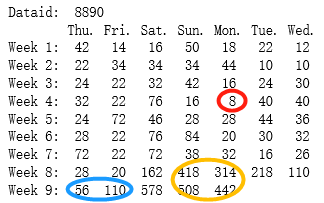 Dataid: 8890
Thu. Fri. Sat. Sun. Mon. Tue. Wed.
Week 1: 42 14 16 50 18 22 12
Week 2: 22 34 34 34 44 10 10
Week 3: 24 22 32 42 16 24 30
Week 4: 32 22 76 16 8 40 40
Week 5: 24 72 46 28 28 44 36
Week 6: 28 22 76 84 20 30 32
Week 7: 22 22 72 38 32 16 26
Week 8: 28 20 162 418 314 218 110
Week 9: 56 110 578 508 442